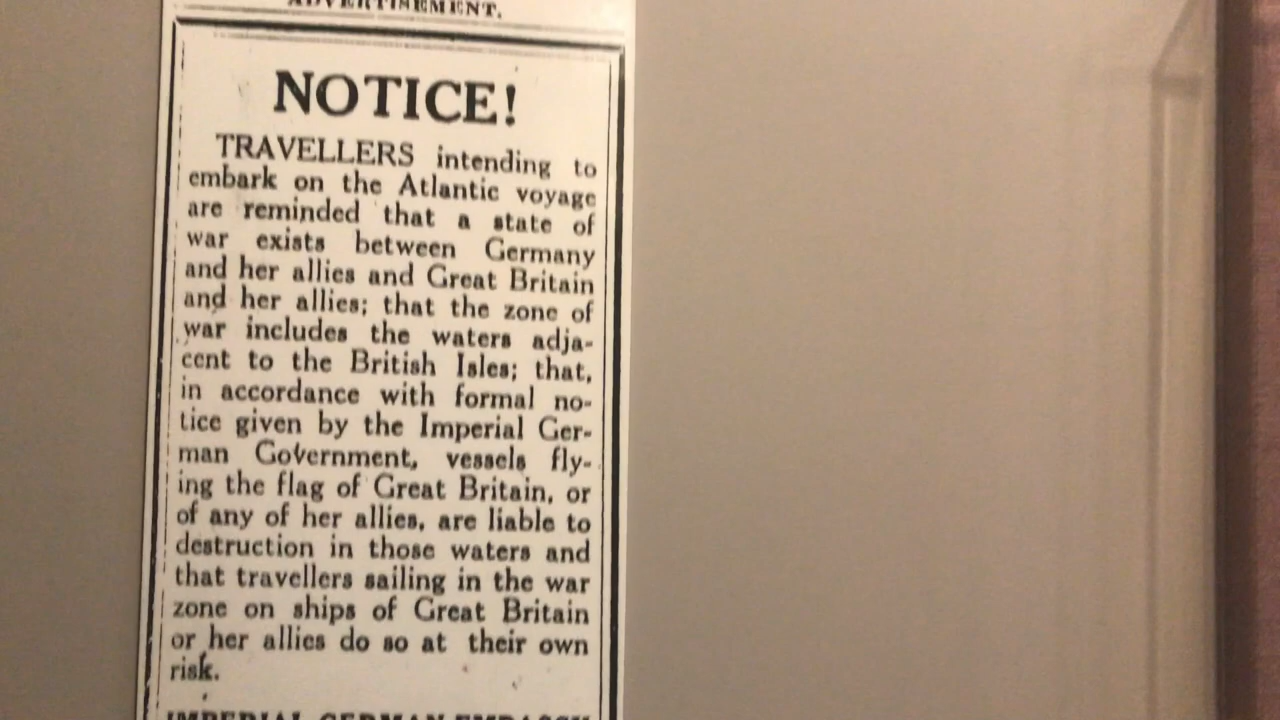 ADVERTISEMENT.
NOTICE!
TRAVELLERS intending to
embark on the Atlantic voyage
are reminded that a state of
war exists between Germany
and her allies and Great Britain
and her allies; that the zone of
war includes the waters adja-
cent to the British Isles; that,
in accordance with formal no-
tice given by the Imperial Ger-
man Government, vessels fly-
ing the flag of Great Britain, or
of any of her allies, are liable to
destruction in those waters and
that travellers sailing in the war
zone on ships of Great Britain
or her allies do so at their own
risk.
IMPERIAL GERMAN EMBASSY